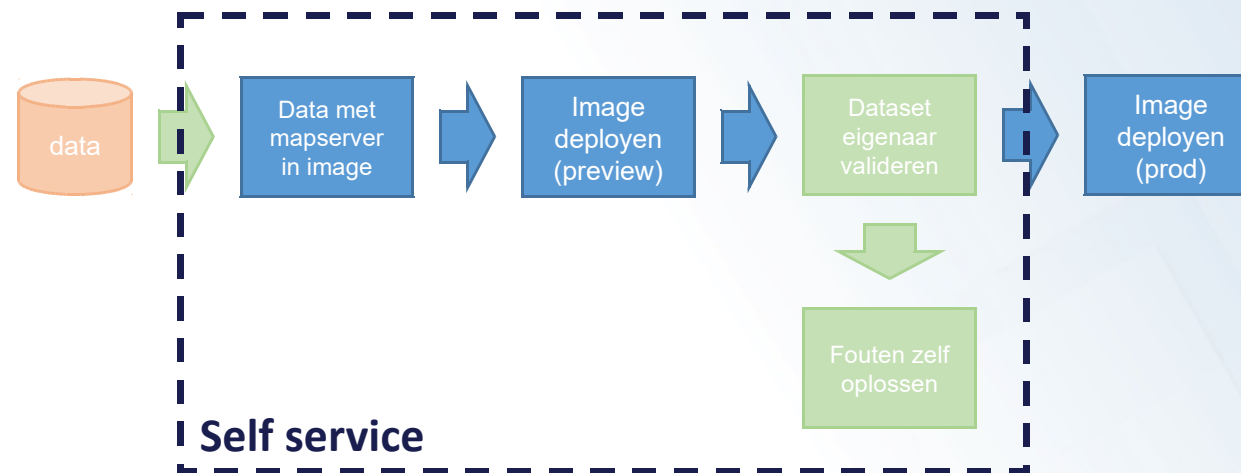 data
Data met
mapserver
in image
Image
deployen
(preview)
Dataset
eigenaar
valideren
Image
deployen
(prod)
Fouten zelf
oplossen
Self service